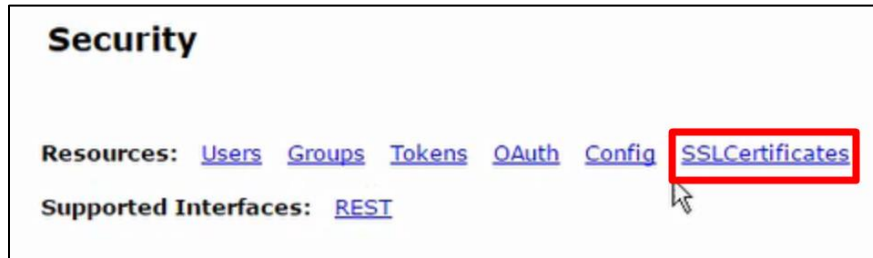 Security
Resources: Users Groups Tokens OAuth Config SSLCertificates
Supported Interfaces: REST